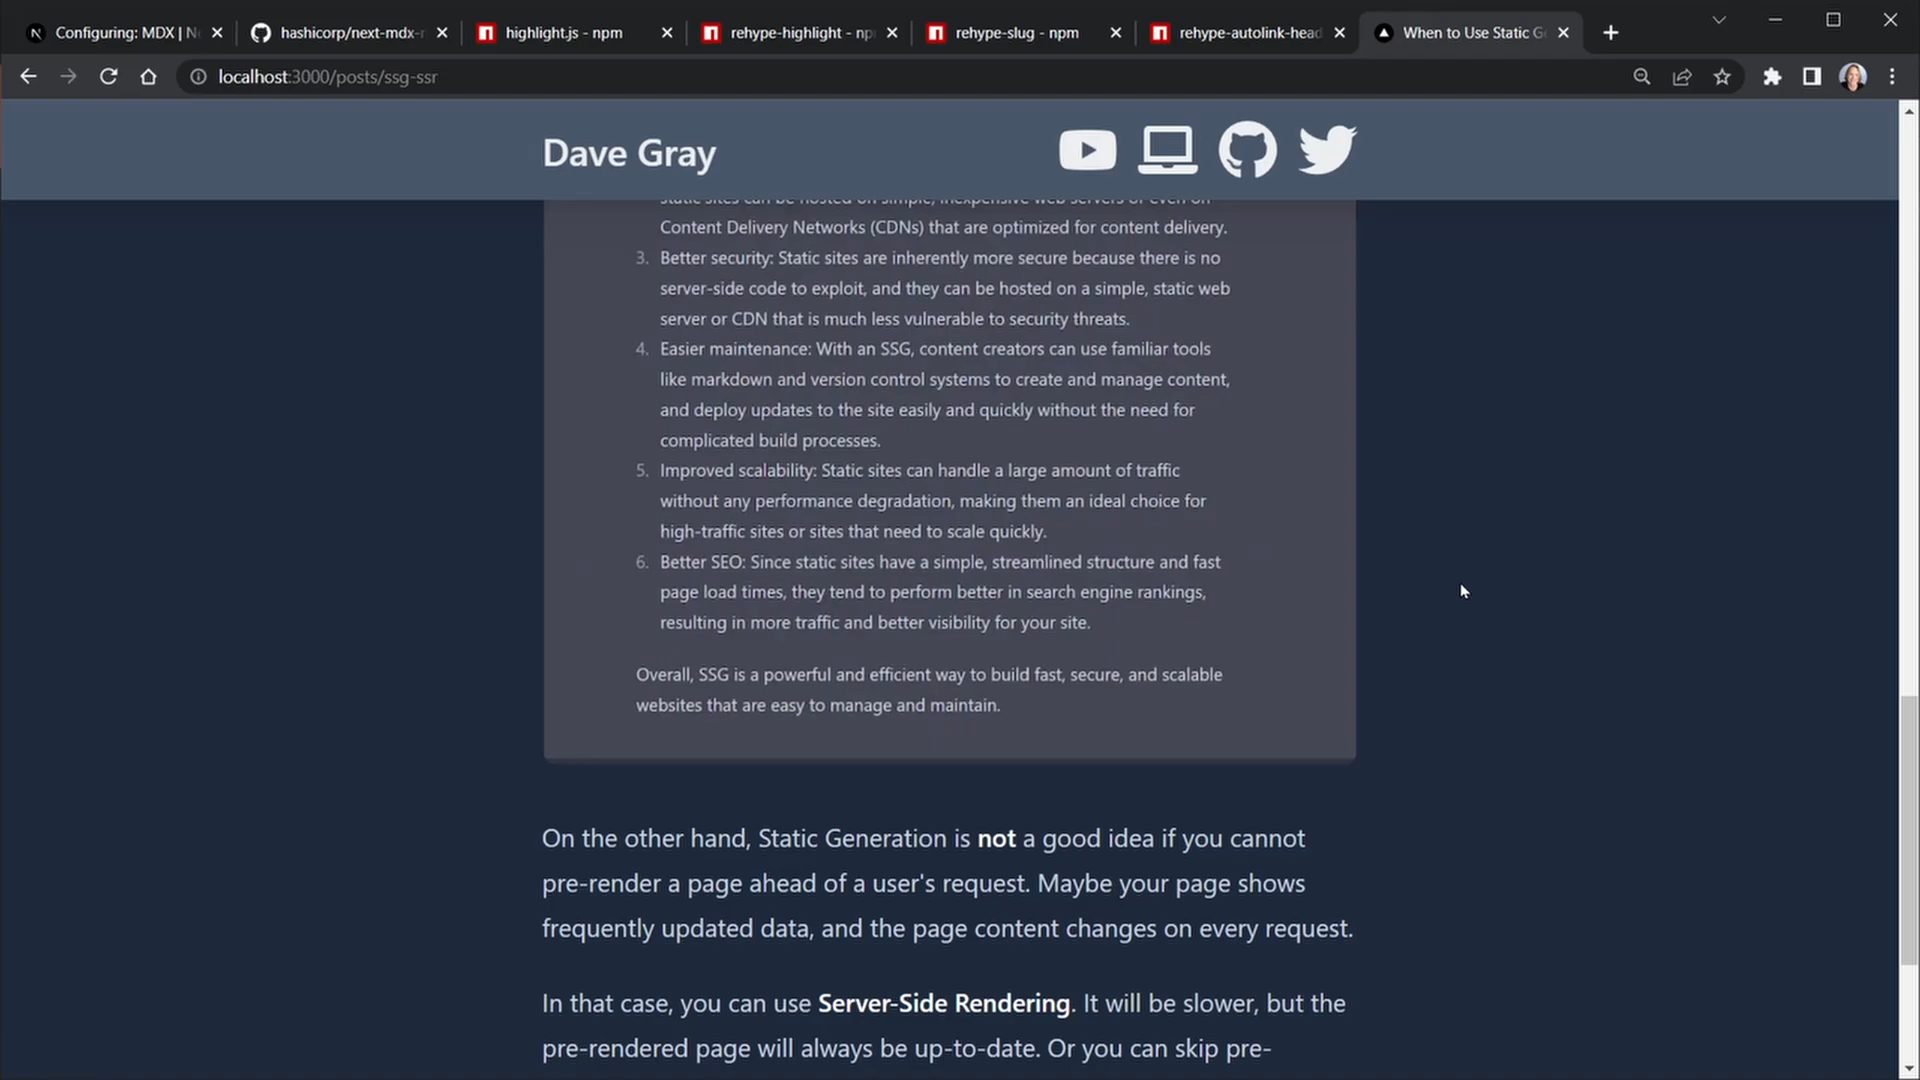 Configuring: MDX | N
hashicorp/next-mdx-r
highlight.js - npm
rehype-highlight - np
rehype-slug - npm
rehype-autolink-head
When to Use Static G
localhost:3000/posts/ssg-ssr
Dave Gray
static sites can be hosted on simple, inexpensive web servers or even on
Content Delivery Networks (CDNs) that are optimized for content delivery.
3. Better security: Static sites are inherently more secure because there is no
server-side code to exploit, and they can be hosted on a simple, static web
server or CDN that is much less vulnerable to security threats.
4. Easier maintenance: With an SSG, content creators can use familiar tools
like markdown and version control systems to create and manage content,
and deploy updates to the site easily and quickly without the need for
complicated build processes.
5. Improved scalability: Static sites can handle a large amount of traffic
without any performance degradation, making them an ideal choice for
high-traffic sites or sites that need to scale quickly.
6. Better SEO: Since static sites have a simple, streamlined structure and fast
page load times, they tend to perform better in search engine rankings,
resulting in more traffic and better visibility for your site.
Overall, SSG is a powerful and efficient way to build fast, secure, and scalable
websites that are easy to manage and maintain.
On the other hand, Static Generation is not a good idea if you cannot
pre-render a page ahead of a user's request. Maybe your page shows
frequently updated data, and the page content changes on every request.
In that case, you can use Server-Side Rendering. It will be slower, but the
pre-rendered page will always be up-to-date. Or you can skip pre-